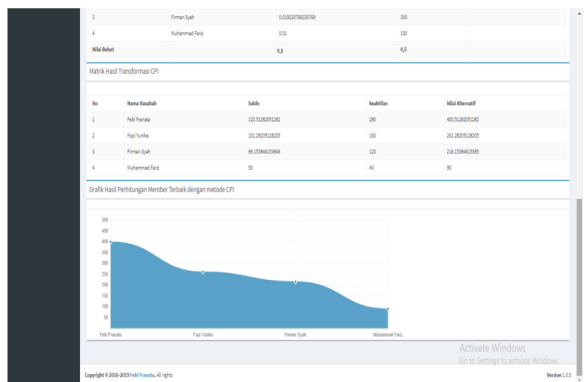 3 Firman Syah 0.019230769230769 300
4 Muhammad Fariz 0.01 100
Nilai Bobot 0,5 0,5
Matrik Hasil Transformasi CPI
No Nama Nasabah Saldo keaktifan Nilai Alternatif
1 Febi Pranata 120.51282051282 280 400.51282051282
2 Fopi Yunika 101.28205128205 160 261.28205128205
3 Firman Syah 96.153846153846 120 216.15384615385
4 Muhammad Fariz 50 40 90
Grafik Hasil Perhitungan Member Terbaik dengan metode CPI
500
450
400
350
300
250
200
150
100
50
Febi Pranata Fopi Yunika Firman Syah Muhammad Fariz
Activate Windows
Go to Settings to activate Windows.
Copyright © 2016-2019 Febi Pranata. All rights Version 1.0.0